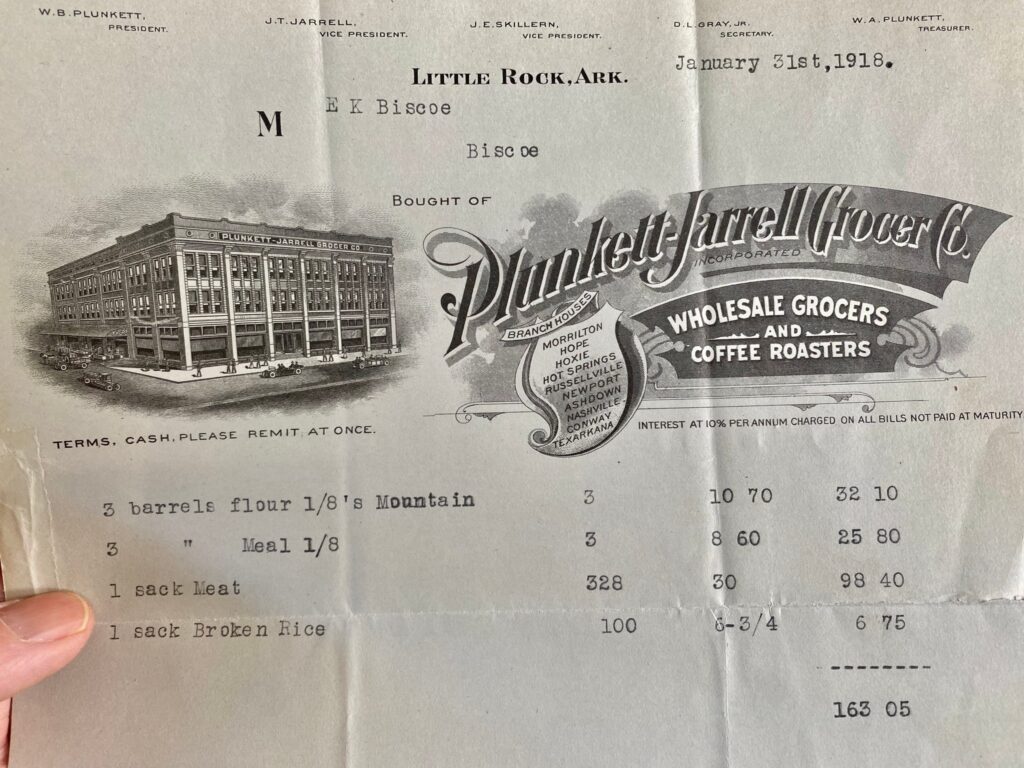 W. B. PLUNKETT, PRESIDENT.
J. T. JARRELL, VICE PRESIDENT.
J. E. SKILLERN, VICE PRESIDENT.
D. L. GRAY, JR. SECRETARY.
W. A. PLUNKETT, TREASURER.
LITTLE ROCK, ARK.
January 31st,1918.
M E K Biscoe
Biscoe
BOUGHT OF
Plunkett-Jarrell Grocer Co.
INCORPORATED
WHOLESALE GROCERS
AND
COFFEE ROASTERS
PLUNKETT-JARRELL GROCER CO.
BRANCH HOUSES
MORRILTON
HOPE
HOXIE
HOT SPRINGS
RUSSELLVILLE
NEWPORT
ASHDOWN
NASHVILLE
CONWAY
TEXARKANA
TERMS, CASH, PLEASE REMIT AT ONCE.
INTEREST AT 10% PER ANNUM CHARGED ON ALL BILLS NOT PAID AT MATURITY
3 barrels flour 1/8's Mountain 3 10 70 32 10
3 " Meal 1/8 3 8 60 25 80
1 sack Meat 328 30 98 40
1 sack Broken Rice 100 6-3/4 6 75
--------
163 05